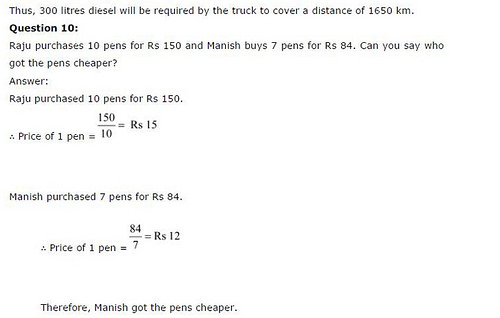 Thus, 300 litres diesel will be required by the truck to cover a distance of 1650 km.
Question 10:
Raju purchases 10 pens for Rs 150 and Manish buys 7 pens for Rs 84. Can you say who
got the pens cheaper?
Answer:
Raju purchased 10 pens for Rs 150.
∴ Price of 1 pen = 150/10 = Rs 15
Manish purchased 7 pens for Rs 84.
∴ Price of 1 pen = 84/7 = Rs 12
Therefore, Manish got the pens cheaper.